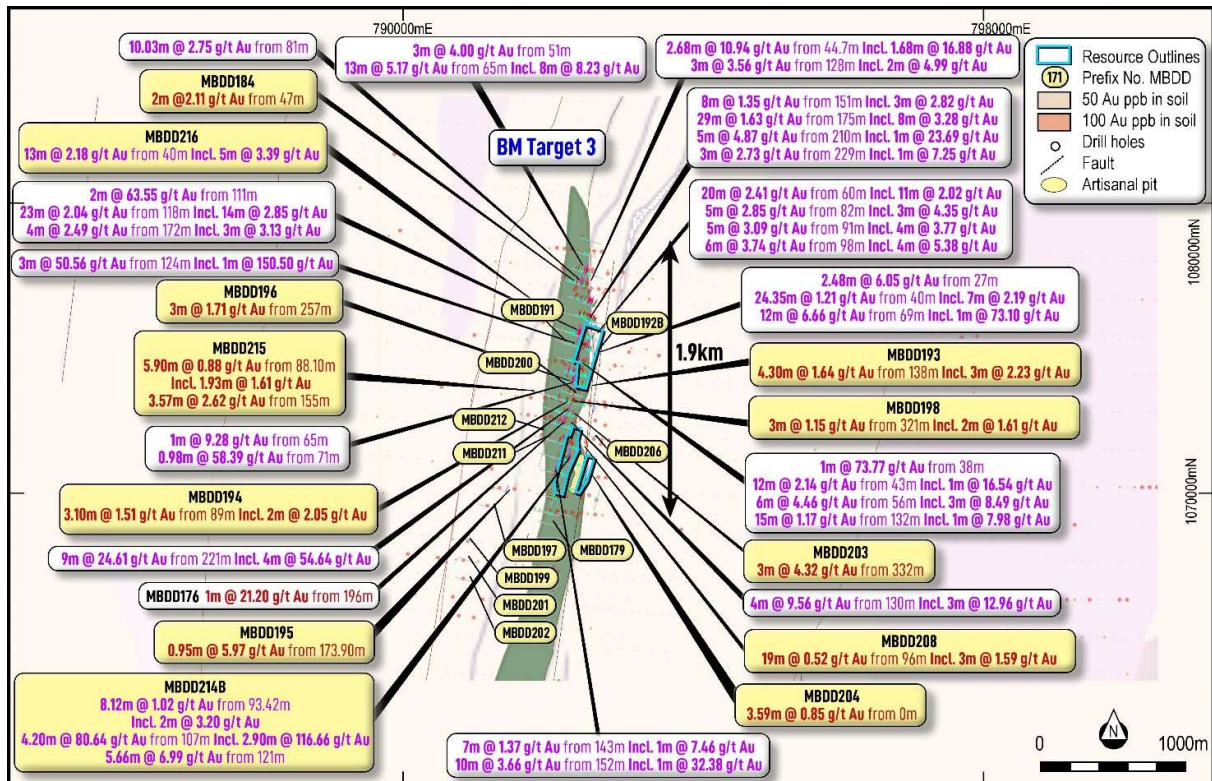 790000mE
798000mE
10.03m @ 2.75 g/t Au from 81m
3m @ 4.00 g/t Au from 51m
13m @ 5.17 g/t Au from 65m Incl. 8m @ 8.23 g/t Au
2.68m @ 10.94 g/t Au from 44.7m Incl. 1.68m @ 16.88 g/t Au
3m @ 3.56 g/t Au from 128m Incl. 2m @ 4.99 g/t Au
Resource Outlines
171 Prefix No. MBDD
50 Au ppb in soil
100 Au ppb in soil
Drill holes
Fault
Artisanal pit
MBDD184
2m @2.11 g/t Au from 47m
MBDD216
13m @ 2.18 g/t Au from 40m Incl. 5m @ 3.39 g/t Au
BM Target 3
8m @ 1.35 g/t Au from 151m Incl. 3m @ 2.82 g/t Au
29m @ 1.63 g/t Au from 175m Incl. 8m @ 3.28 g/t Au
5m @ 4.87 g/t Au from 210m Incl. 1m @ 23.69 g/t Au
3m @ 2.73 g/t Au from 229m Incl. 1m @ 7.25 g/t Au
2m @ 63.55 g/t Au from 111m
23m @ 2.04 g/t Au from 118m Incl. 14m @ 2.85 g/t Au
4m @ 2.49 g/t Au from 172m Incl. 3m @ 3.13 g/t Au
20m @ 2.41 g/t Au from 60m Incl. 11m @ 2.02 g/t Au
5m @ 2.85 g/t Au from 82m Incl. 3m @ 4.35 g/t Au
5m @ 3.09 g/t Au from 91m Incl. 4m @ 3.77 g/t Au
6m @ 3.74 g/t Au from 98m Incl. 4m @ 5.38 g/t Au
1080000mN
3m @ 50.56 g/t Au from 124m Incl. 1m @ 150.50 g/t Au
MBDD196
3m @ 1.71 g/t Au from 257m
2.48m @ 6.05 g/t Au from 27m
24.35m @ 1.21 g/t Au from 40m Incl. 7m @ 2.19 g/t Au
12m @ 6.66 g/t Au from 69m Incl. 1m @ 73.10 g/t Au
MBDD191
MBDD192B
1.9km
MBDD200
MBDD215
5.90m @ 0.88 g/t Au from 88.10m
Incl. 1.93m @ 1.61 g/t Au
3.57m @ 2.62 g/t Au from 155m
MBDD193
4.30m @ 1.64 g/t Au from 138m Incl. 3m @ 2.23 g/t Au
MBDD198
3m @ 1.15 g/t Au from 321m Incl. 2m @ 1.61 g/t Au
MBDD212
MBDD211
MBDD206
1m @ 9.28 g/t Au from 65m
0.98m @ 58.39 g/t Au from 71m
1m @ 73.77 g/t Au from 38m
12m @ 2.14 g/t Au from 43m Incl. 1m @ 16.54 g/t Au
6m @ 4.46 g/t Au from 56m Incl. 3m @ 8.49 g/t Au
15m @ 1.17 g/t Au from 132m Incl. 1m @ 7.98 g/t Au
1070000mN
MBDD194
3.10m @ 1.51 g/t Au from 89m Incl. 2m @ 2.05 g/t Au
9m @ 24.61 g/t Au from 221m Incl. 4m @ 54.64 g/t Au
MBDD197
MBDD179
MBDD199
MBDD201
MBDD202
MBDD203
3m @ 4.32 g/t Au from 332m
MBDD176 1m @ 21.20 g/t Au from 196m
4m @ 9.56 g/t Au from 130m Incl. 3m @ 12.96 g/t Au
MBDD195
0.95m @ 5.97 g/t Au from 173.90m
MBDD208
19m @ 0.52 g/t Au from 96m Incl. 3m @ 1.59 g/t Au
MBDD214B
8.12m @ 1.02 g/t Au from 93.42m
Incl. 2m @ 3.20 g/t Au
4.20m @ 80.64 g/t Au from 107m Incl. 2.90m @ 116.66 g/t Au
5.66m @ 6.99 g/t Au from 121m
MBDD204
3.59m @ 0.85 g/t Au from 0m
7m @ 1.37 g/t Au from 143m Incl. 1m @ 7.46 g/t Au
10m @ 3.66 g/t Au from 152m Incl. 1m @ 32.38 g/t Au
N
0 1000m